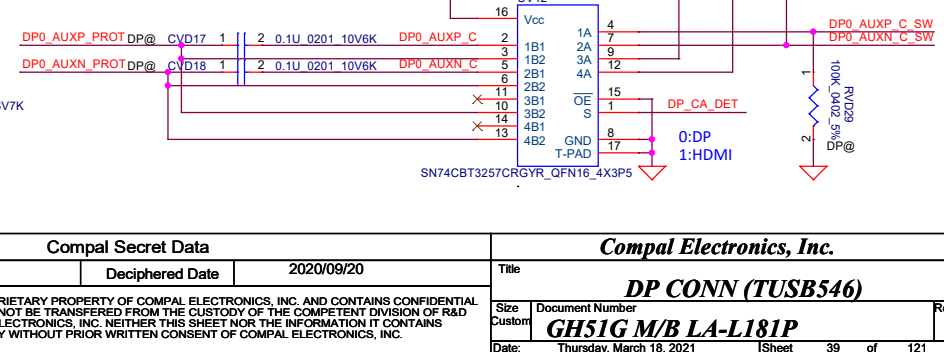 16 Vcc
DP0_AUXP_PROT DP@ CVD17 1 2 0.1U_0201_10V6K DP0_AUXP_C 2 1B1 1A 4 DP0_AUXP_C_SW
3 1B2 2A 7 DP0_AUXN_C_SW
DP0_AUXN_PROT DP@ CVD18 1 2 0.1U_0201_10V6K DP0_AUXN_C 5 2B1 3A 9
6 2B2 4A 12
11 3B1 OE 15
10 3B2 S 1 DP_CA_DET
14 4B1
13 4B2 GND 8 0:DP
T-PAD 17 1:HDMI
1 100K_0402_5% RVD29
2 DP@
V7K
SN74CBT3257CRGYR_QFN16_4X3P5
Compal Secret Data
Deciphered Date 2020/09/20
RIETARY PROPERTY OF COMPAL ELECTRONICS, INC. AND CONTAINS CONFIDENTIAL
NOT BE TRANSFERED FROM THE CUSTODY OF THE COMPETENT DIVISION OF R&D
LECTRONICS, INC. NEITHER THIS SHEET NOR THE INFORMATION IT CONTAINS
Y WITHOUT PRIOR WRITTEN CONSENT OF COMPAL ELECTRONICS, INC.
Compal Electronics, Inc.
Title
DP CONN (TUSB546)
Size Document Number Re
Custom GH51G M/B LA-L181P
Date: Thursday, March 18, 2021 Sheet 39 of 121